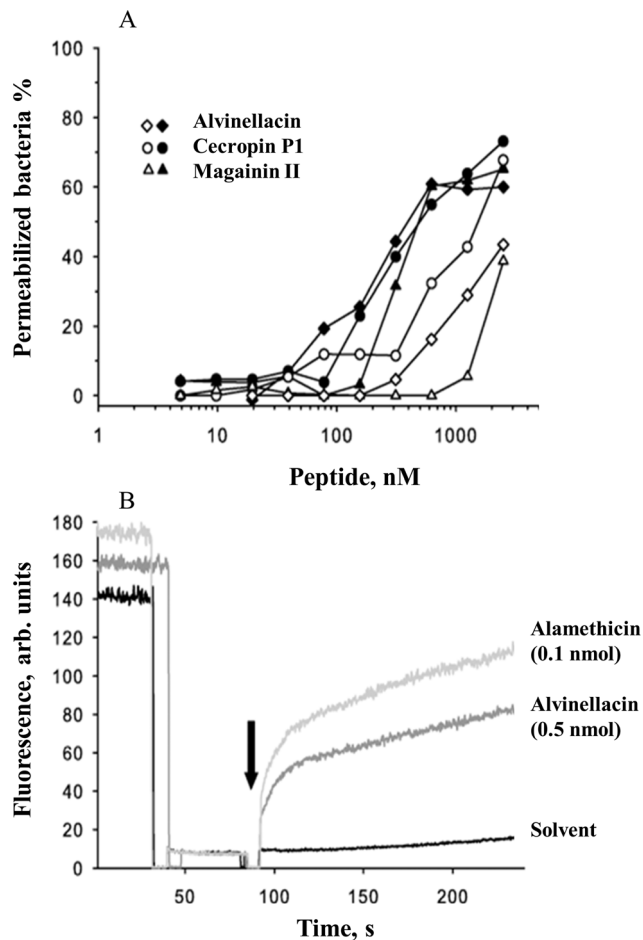 A
Permeabilized bacteria %
100
80
60
40
20
0
Alvinellacin
Cecropin P1
Magainin II
1 10 100 1000
Peptide, nM
B
Fluorescence, arb. units
180
160
140
120
100
80
60
40
20
0
Alamethicin
(0.1 nmol)
Alvinellacin
(0.5 nmol)
Solvent
50 100 150 200
Time, s